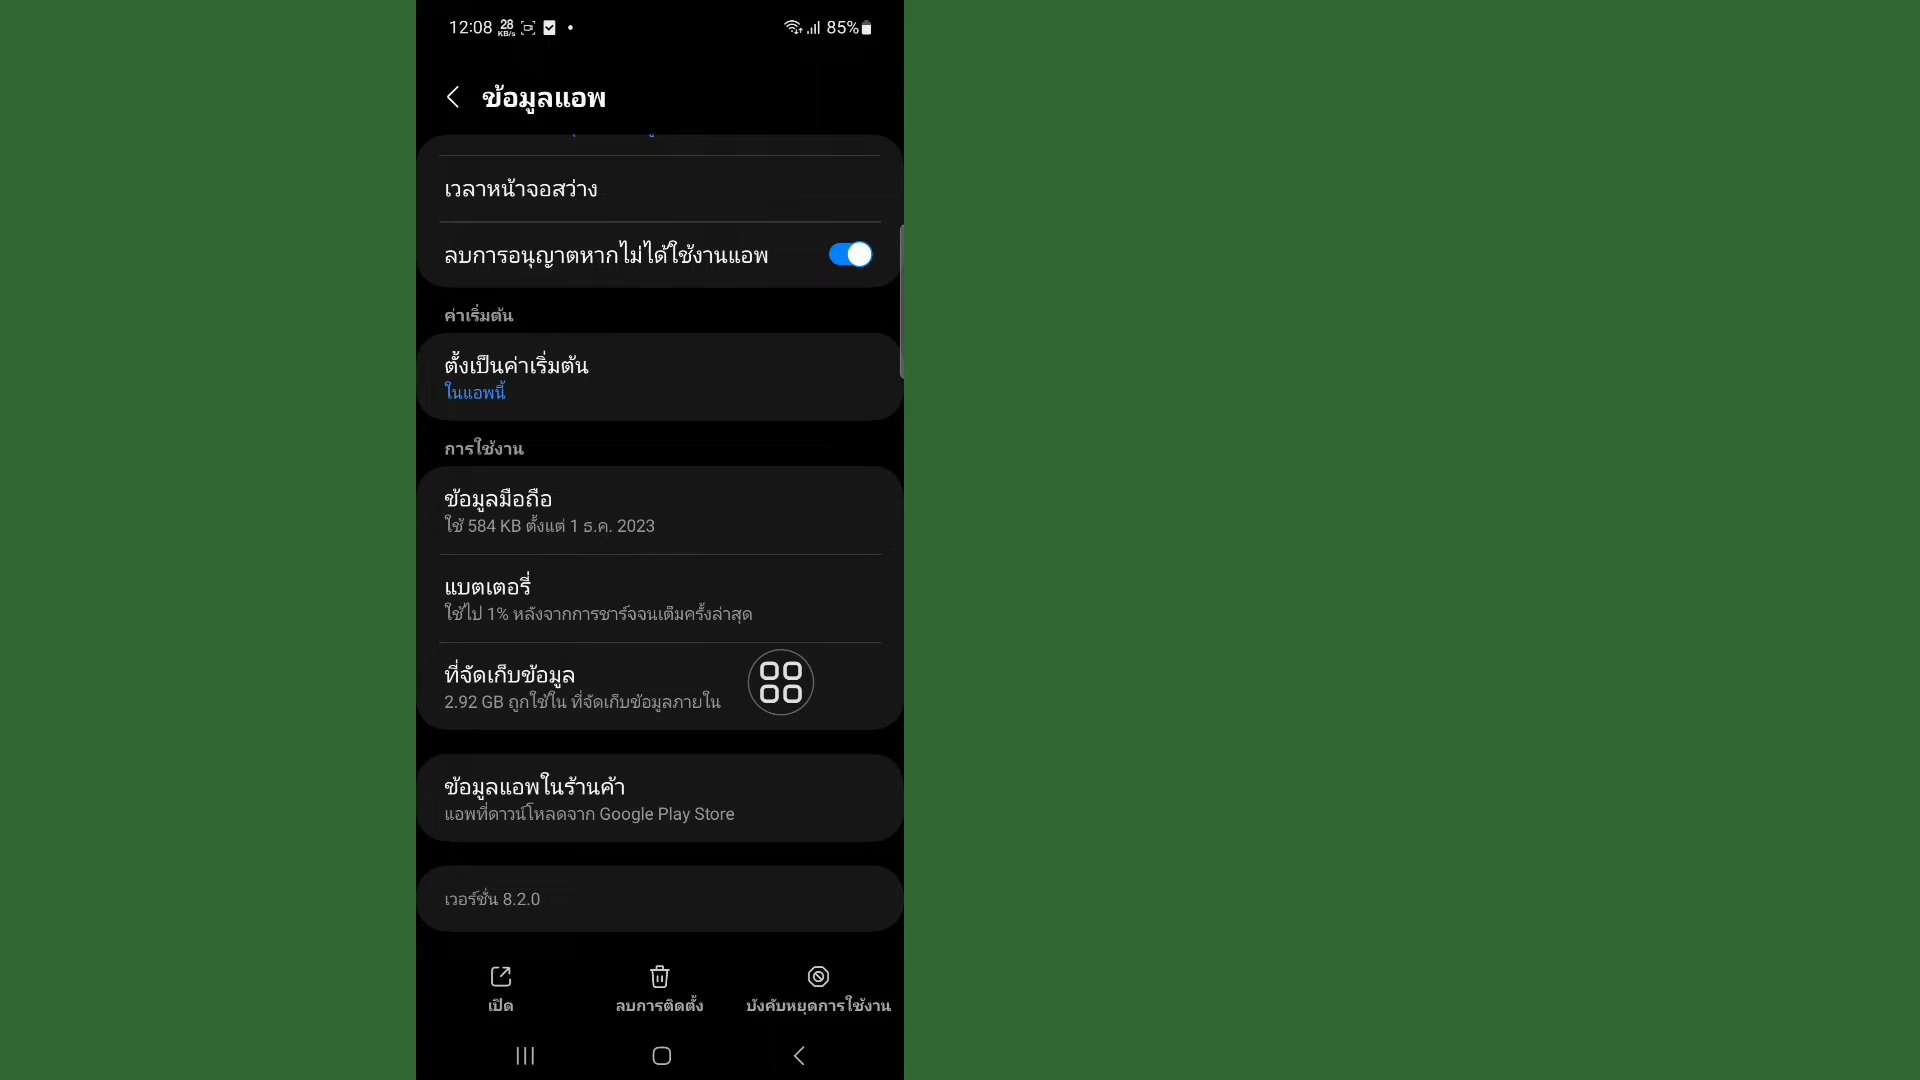 12:08 28 KB/s 85%
ข้อมูลแอพ
เวลาหน้าจอสว่าง
ลบการอนุญาตหากไม่ได้ใช้งานแอพ
ค่าเริ่มต้น
ตั้งเป็นค่าเริ่มต้น
ในแอพนี้
การใช้งาน
ข้อมูลมือถือ
ใช้ 584 KB ตั้งแต่ 1 ธ.ค. 2023
แบตเตอรี่
ใช้ไป 1% หลังจากการชาร์จจนเต็มครั้งล่าสุด
ที่จัดเก็บข้อมูล
2.92 GB ถูกใช้ใน ที่จัดเก็บข้อมูลภายใน
ข้อมูลแอพในร้านค้า
แอพที่ดาวน์โหลดจาก Google Play Store
เวอร์ชั่น 8.2.0
เปิด ลบการติดตั้ง บังคับหยุดการใช้งาน